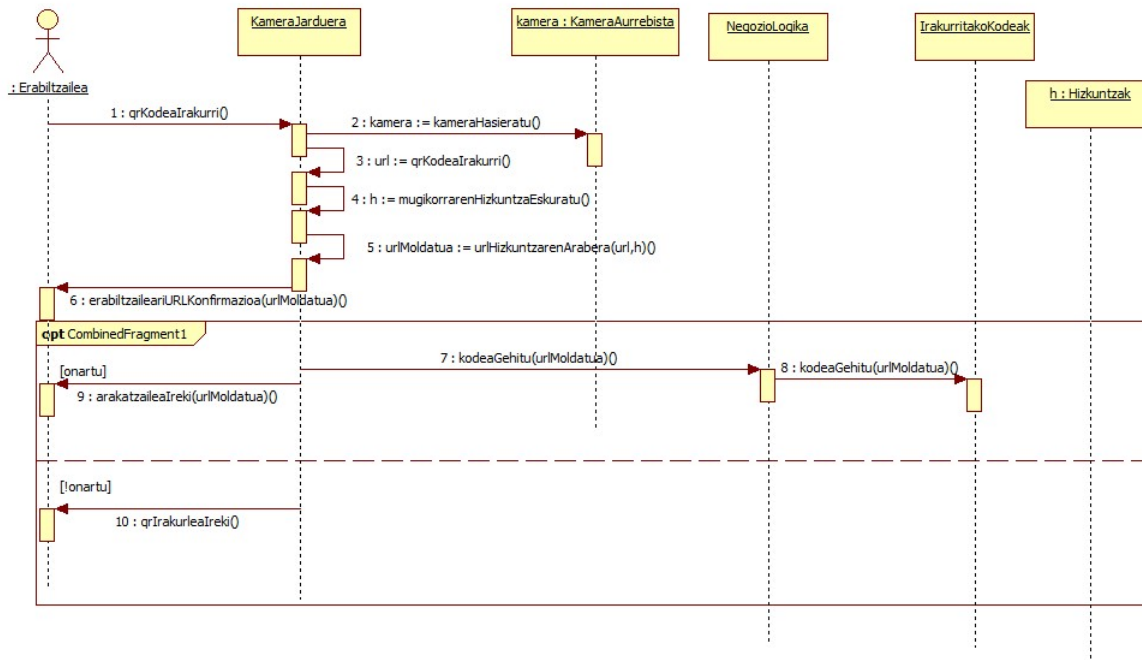 KameraJarduera
kamera : KameraAurrebista
NegozioLogika
IrakurritakoKodeak
: Erabiltzailea
h : Hizkuntzak
1 : qrKodeaIrakurri()
2 : kamera := kameraHasieratu()
3 : url := qrKodeaIrakurri()
4 : h := mugikorrarenHizkuntzaEskuratu()
5 : urlMoldatua := urlHizkuntzarenArabera(url,h)()
6 : erabiltzaileariURLKonfirmazioa(urlMoldatua)()
opt CombinedFragment1
7 : kodeaGehitu(urlMoldatua)()
8 : kodeaGehitu(urlMoldatua)()
[onartu]
9 : arakatzaileaIreki(urlMoldatua)()
[!onartu]
10 : qrIrakurleaIreki()